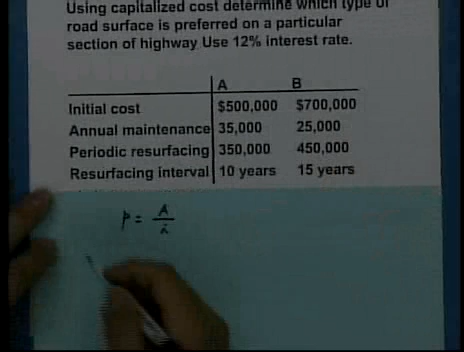 Using capitalized cost determine which type of
road surface is preferred on a particular
section of highway. Use 12% interest rate.
A B
Initial cost $500,000 $700,000
Annual maintenance 35,000 25,000
Periodic resurfacing 350,000 450,000
Resurfacing interval 10 years 15 years
P = A / i